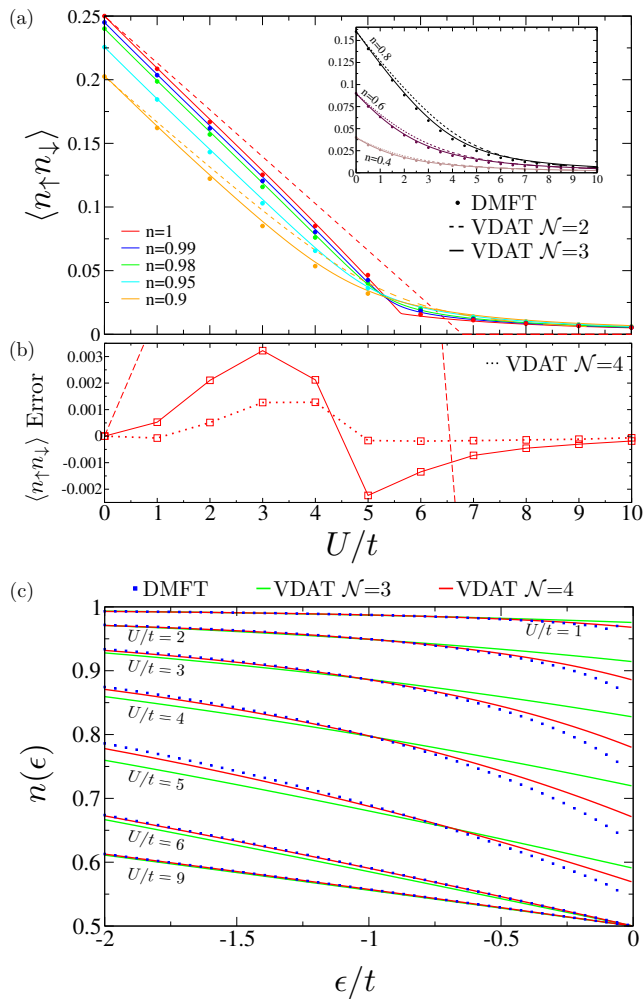 (a)
0.25
0.2
0.15
0.1
0.05
0
⟨n↑n↓⟩
n=1
n=0.99
n=0.98
n=0.95
n=0.9
0.15
0.125
0.1
0.075
0.05
0.025
0
n=0.8
n=0.6
n=0.4
0 1 2 3 4 5 6 7 8 9 10
DMFT
VDAT 𝒩=2
VDAT 𝒩=3
(b)
0.003
0.002
0.001
0
-0.001
-0.002
⟨n↑n↓⟩ Error
VDAT 𝒩=4
0 1 2 3 4 5 6 7 8 9 10
U/t
(c)
DMFT VDAT 𝒩=3 VDAT 𝒩=4
1
0.9
0.8
0.7
0.6
0.5
n(ϵ)
U/t = 1
U/t = 2
U/t = 3
U/t = 4
U/t = 5
U/t = 6
U/t = 9
-2 -1.5 -1 -0.5 0
ϵ/t